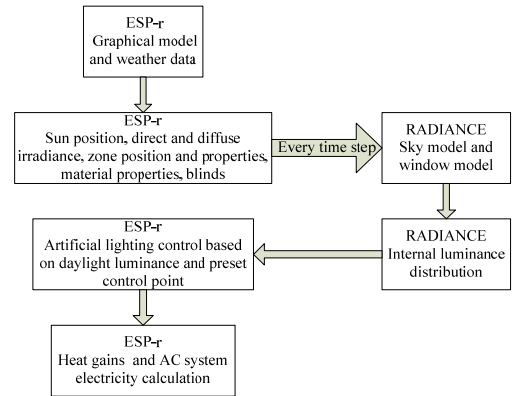 ESP-r
Graphical model
and weather data
ESP-r
Sun position, direct and diffuse
irradiance, zone position and properties,
material properties, blinds
Every time step
RADIANCE
Sky model and
window model
RADIANCE
Internal luminance
distribution
ESP-r
Artificial lighting control based
on daylight luminance and preset
control point
ESP-r
Heat gains and AC system
electricity calculation